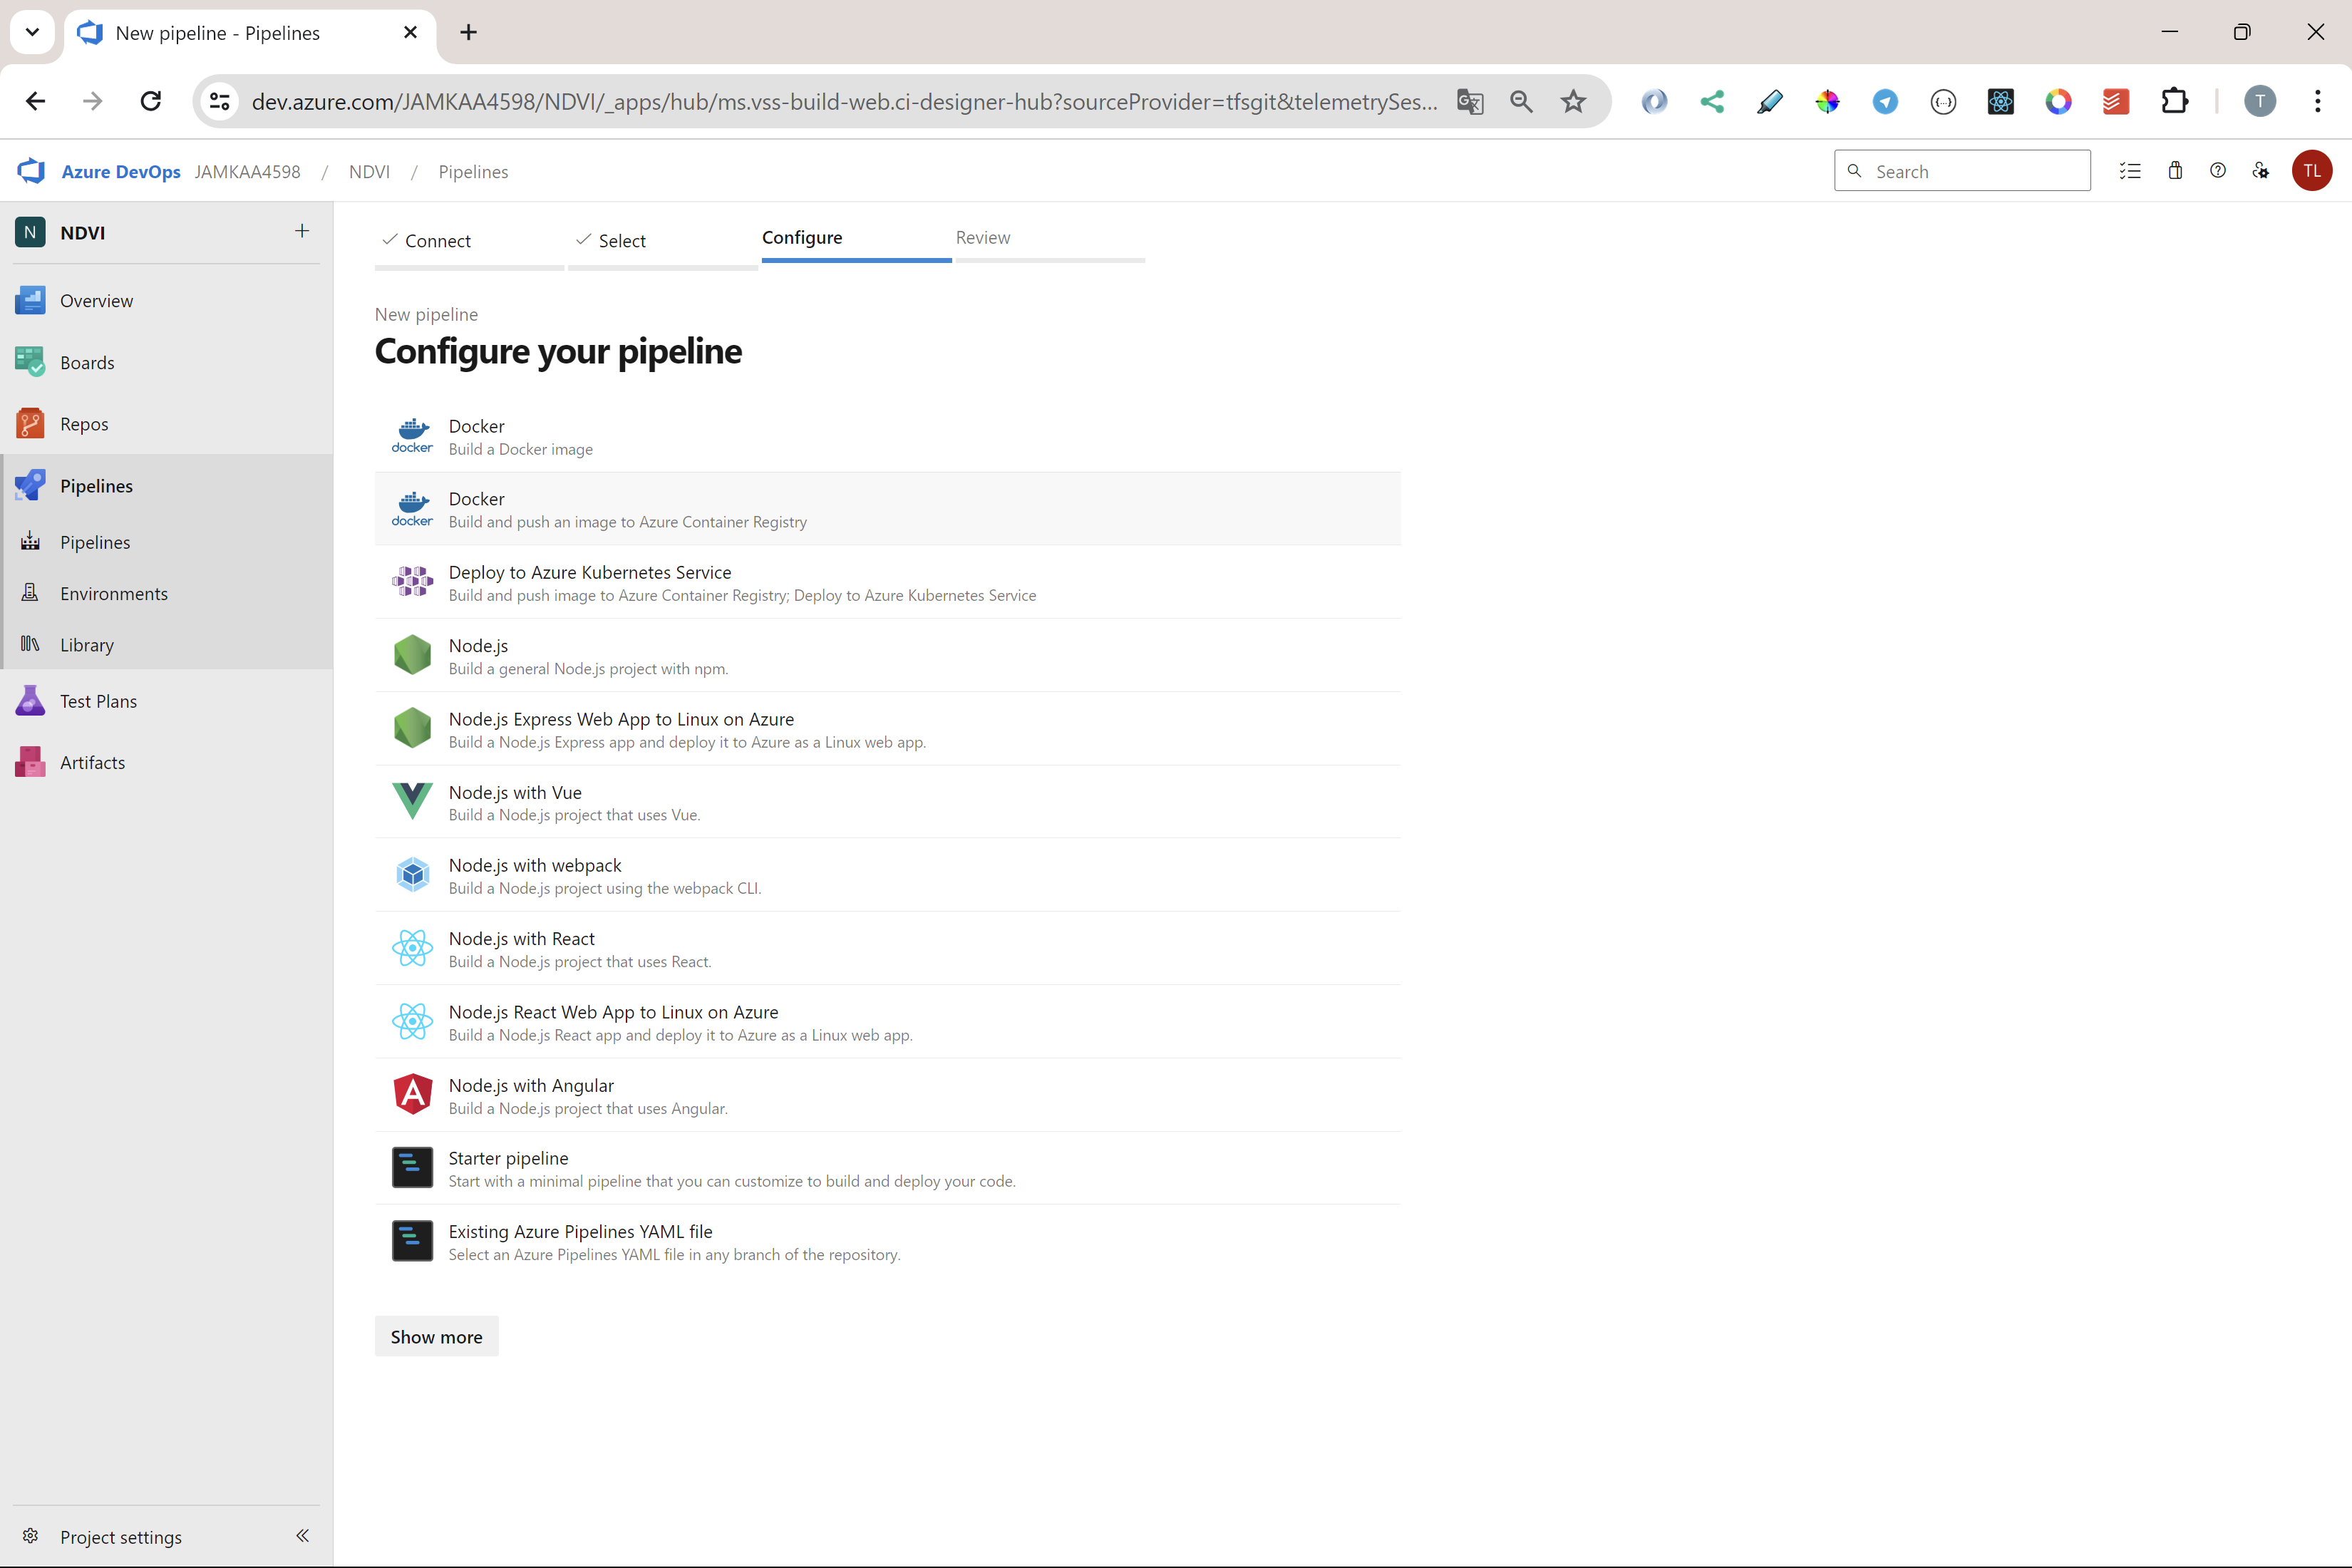 New pipeline - Pipelines
dev.azure.com/JAMKAA4598/NDVI/_apps/hub/ms.vss-build-web.ci-designer-hub?sourceProvider=tfsgit&telemetrySes...
T
Azure DevOps JAMKAA4598 / NDVI / Pipelines
Search
TL
N NDVI
Overview
Boards
Repos
Pipelines
Pipelines
Environments
Library
Test Plans
Artifacts
Project settings
Connect
Select
Configure
Review
New pipeline
Configure your pipeline
docker
Docker
Build a Docker image
docker
Docker
Build and push an image to Azure Container Registry
Deploy to Azure Kubernetes Service
Build and push image to Azure Container Registry; Deploy to Azure Kubernetes Service
Node.js
Build a general Node.js project with npm.
Node.js Express Web App to Linux on Azure
Build a Node.js Express app and deploy it to Azure as a Linux web app.
Node.js with Vue
Build a Node.js project that uses Vue.
Node.js with webpack
Build a Node.js project using the webpack CLI.
Node.js with React
Build a Node.js project that uses React.
Node.js React Web App to Linux on Azure
Build a Node.js React app and deploy it to Azure as a Linux web app.
Node.js with Angular
Build a Node.js project that uses Angular.
Starter pipeline
Start with a minimal pipeline that you can customize to build and deploy your code.
Existing Azure Pipelines YAML file
Select an Azure Pipelines YAML file in any branch of the repository.
Show more